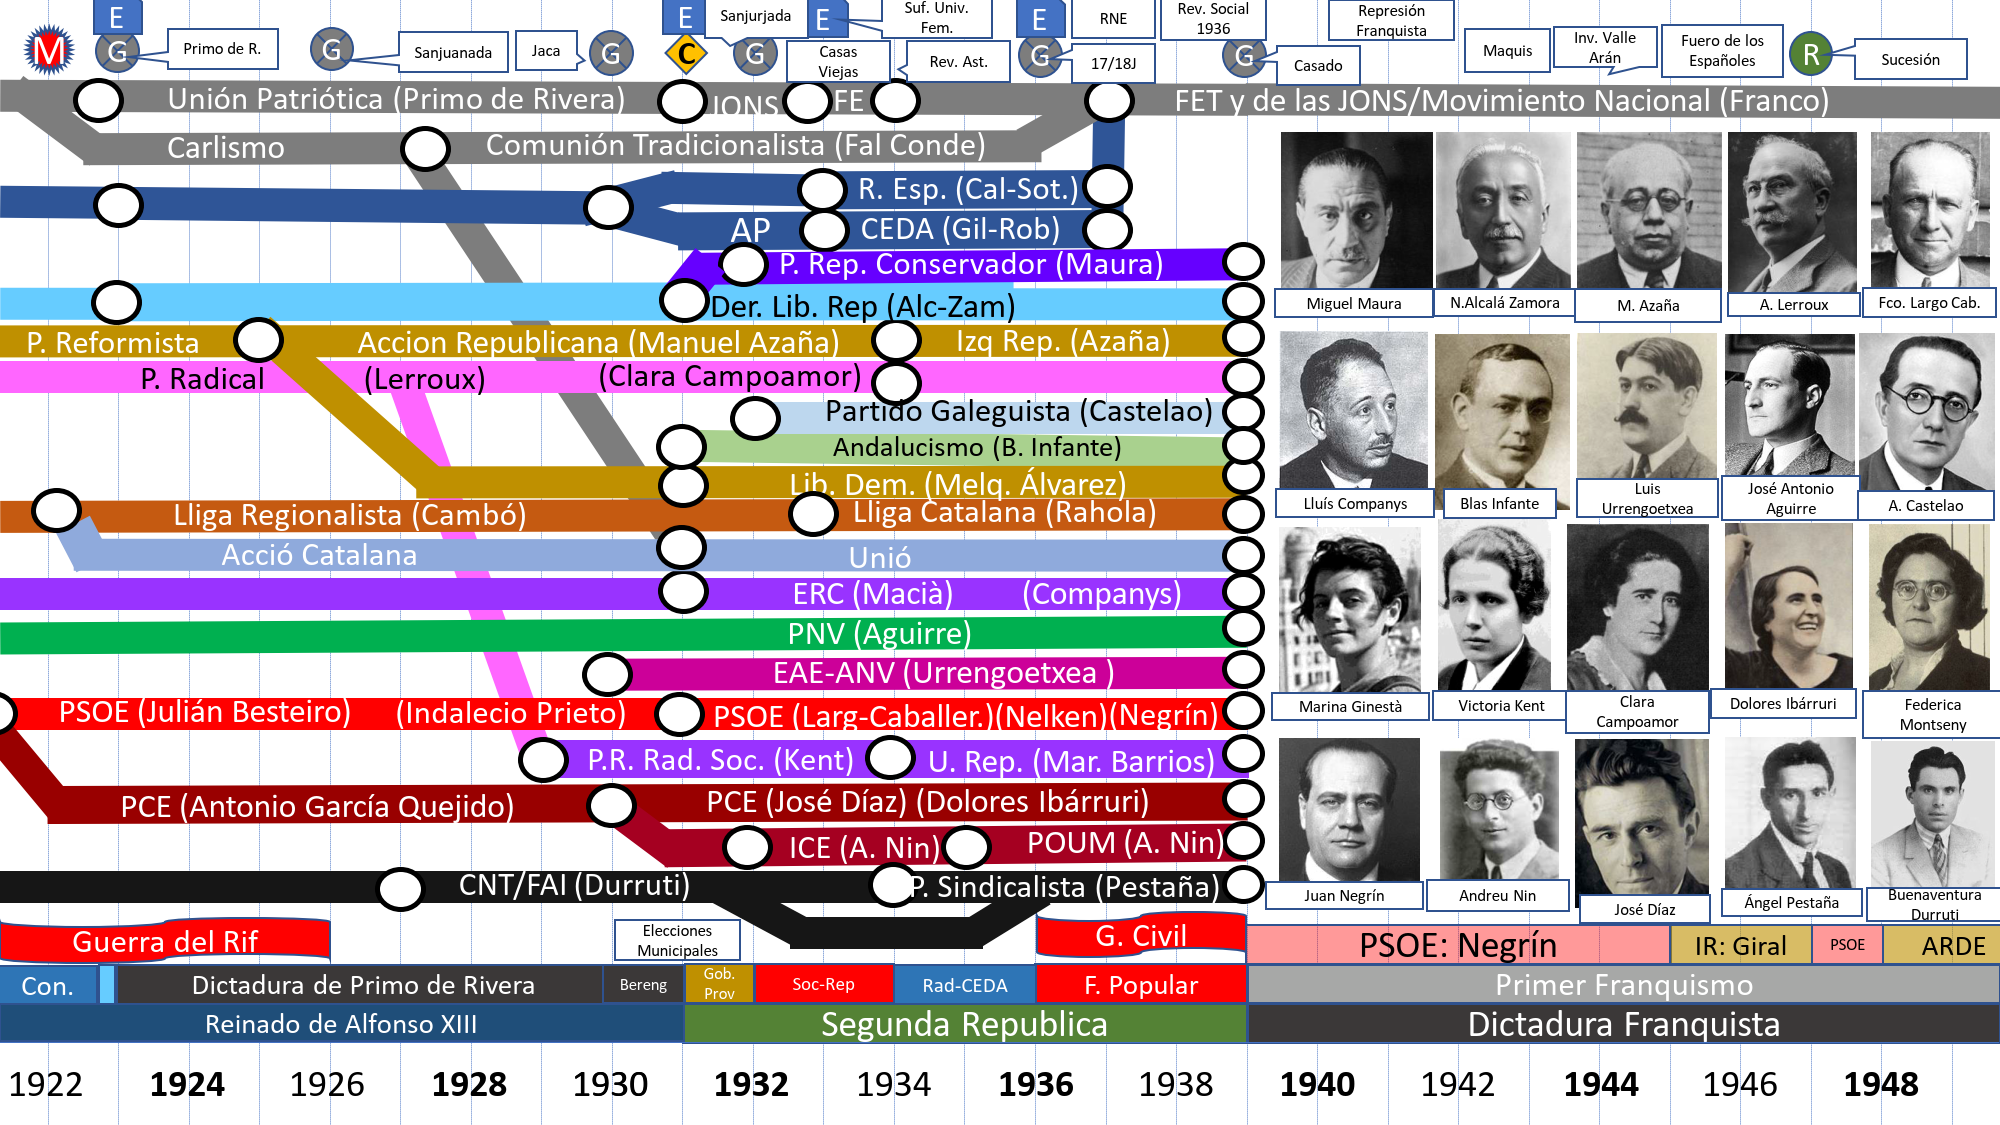 E
E
E
E
Sanjurjada
Suf. Univ.
Fem.
RNE
Rev. Social
1936
Represión
Franquista
M
G
Primo de R.
G
Sanjuanada
Jaca
G
C
G
Casas
Viejas
Rev. Ast.
G
17/18J
G
Casado
Maquis
Inv. Valle
Arán
Fuero de los
Españoles
R
Sucesión
Unión Patriótica (Primo de Rivera)
JONS
FE
FET y de las JONS/Movimiento Nacional (Franco)
Carlismo
Comunión Tradicionalista (Fal Conde)
R. Esp. (Cal-Sot.)
AP
CEDA (Gil-Rob)
P. Rep. Conservador (Maura)
Der. Lib. Rep (Alc-Zam)
P. Reformista
Accion Republicana (Manuel Azaña)
Izq Rep. (Azaña)
P. Radical
(Lerroux)
(Clara Campoamor)
Partido Galeguista (Castelao)
Andalucismo (B. Infante)
Lib. Dem. (Melq. Álvarez)
Lliga Regionalista (Cambó)
Lliga Catalana (Rahola)
Acció Catalana
Unió
ERC (Macià)
(Companys)
PNV (Aguirre)
EAE-ANV (Urrengoetxea )
PSOE (Julián Besteiro)
(Indalecio Prieto)
PSOE (Larg-Caballer.)(Nelken)(Negrín)
P.R. Rad. Soc. (Kent)
U. Rep. (Mar. Barrios)
PCE (Antonio García Quejido)
PCE (José Díaz) (Dolores Ibárruri)
ICE (A. Nin)
POUM (A. Nin)
CNT/FAI (Durruti)
P. Sindicalista (Pestaña)
Miguel Maura
N.Alcalá Zamora
M. Azaña
A. Lerroux
Fco. Largo Cab.
Lluís Companys
Blas Infante
Luis
Urrengoetxea
José Antonio
Aguirre
A. Castelao
Marina Ginestà
Victoria Kent
Clara
Campoamor
Dolores Ibárruri
Federica
Montseny
Juan Negrín
Andreu Nin
José Díaz
Ángel Pestaña
Buenaventura
Durruti
Guerra del Rif
Elecciones
Municipales
G. Civil
PSOE: Negrín
IR: Giral
PSOE
ARDE
Con.
Dictadura de Primo de Rivera
Bereng
Gob.
Prov
Soc-Rep
Rad-CEDA
F. Popular
Primer Franquismo
Reinado de Alfonso XIII
Segunda Republica
Dictadura Franquista
1922
1924
1926
1928
1930
1932
1934
1936
1938
1940
1942
1944
1946
1948